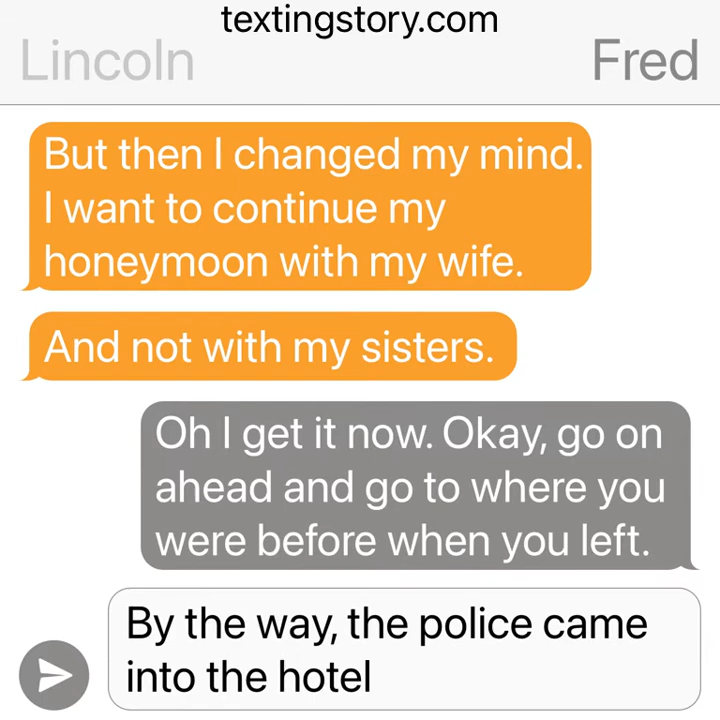 textingstory.com
Lincoln
Fred
But then I changed my mind.
I want to continue my
honeymoon with my wife.
And not with my sisters.
Oh I get it now. Okay, go on
ahead and go to where you
were before when you left.
By the way, the police came
into the hotel